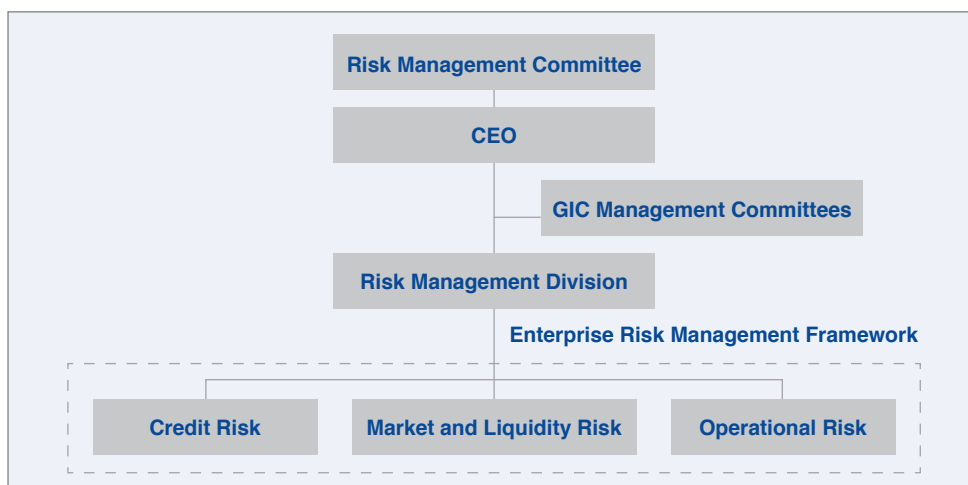 Risk Management Committee
CEO
GIC Management Committees
Risk Management Division
Enterprise Risk Management Framework
Credit Risk
Market and Liquidity Risk
Operational Risk